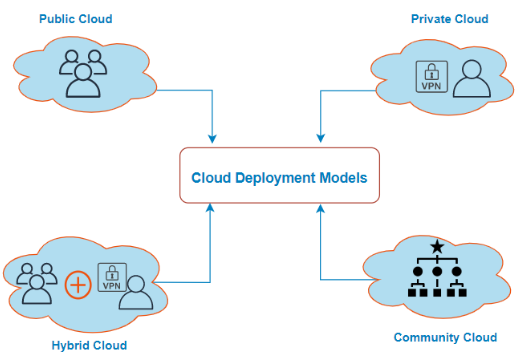 Public Cloud
Private Cloud
VPN
Cloud Deployment Models
VPN
Hybrid Cloud
Community Cloud